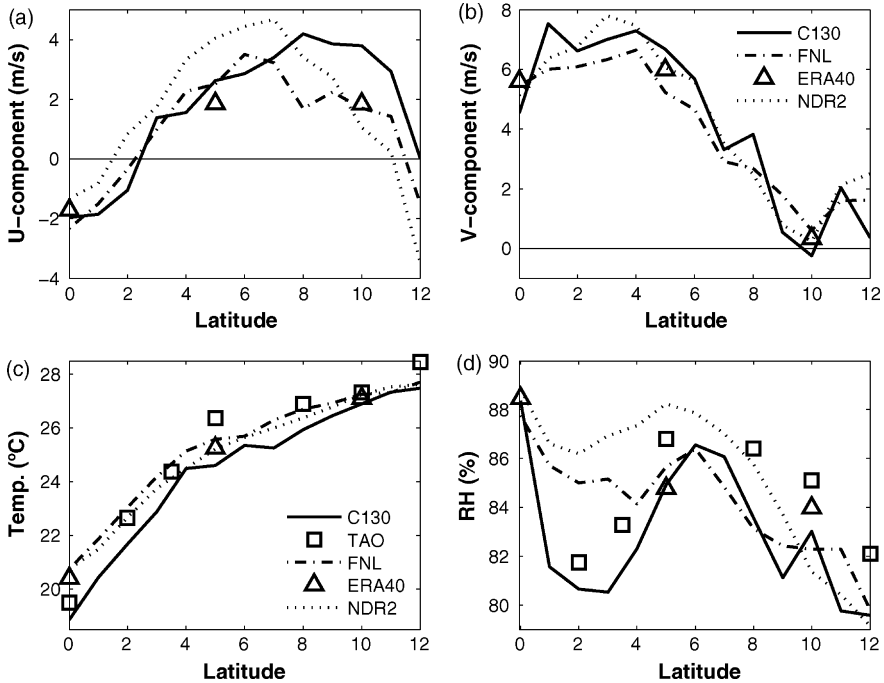 (a)
U−component (m/s)
4
2
0
−2
−4
0 2 4 6 8 10 12
Latitude
(b)
V−component (m/s)
8
6
4
2
0
C130
FNL
ERA40
NDR2
0 2 4 6 8 10 12
Latitude
(c)
Temp. (°C)
28
26
24
22
20
C130
TAO
FNL
ERA40
NDR2
0 2 4 6 8 10 12
Latitude
(d)
RH (%)
90
88
86
84
82
80
0 2 4 6 8 10 12
Latitude